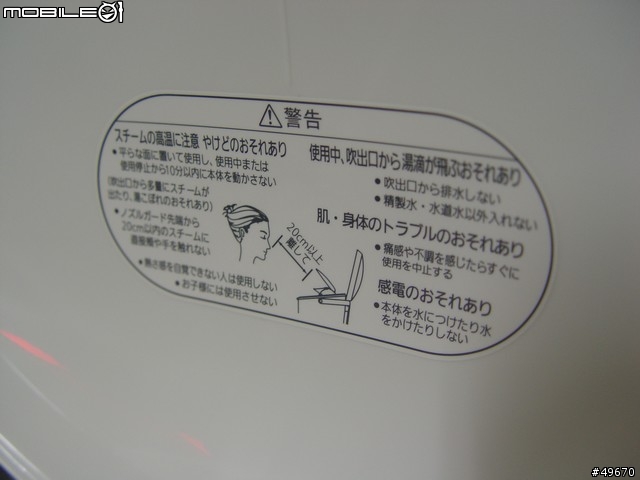 MOBILE01
警告
スチームの高温に注意 やけどのおそれあり
● 平らな面に置いて使用し、使用中または
使用停止から10分以内に本体を動かさない
(吹出口から多量にスチームが
出たり、湯こぼれのおそれあり)
● ノズルガード先端から
20cm以内のスチームに
直接顔や手を触れない
● 熱さ感を自覚できない人は使用しない
● お子様には使用させない
20cm以上
離して
使用中、吹出口から湯滴が飛ぶおそれあり
● 吹出口から排水しない
● 精製水・水道水以外入れない
肌・身体のトラブルのおそれあり
● 痛感や不調を感じたらすぐに
使用を中止する
感電のおそれあり
● 本体を水につけたり水
をかけたりしない
#49670